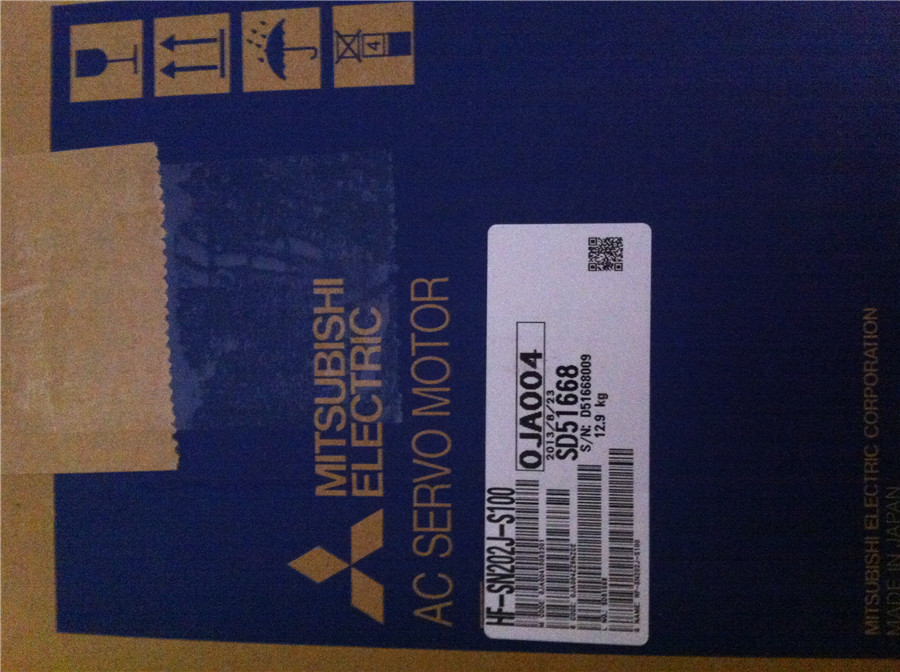 4
MITSUBISHI
ELECTRIC
AC SERVO MOTOR
HF-SN202J-S100
0JA004
2013/8/23
SD51668
S/N: D51668009
12.9 kg
MITSUBISHI ELECTRIC CORPORATION
MADE IN JAPAN